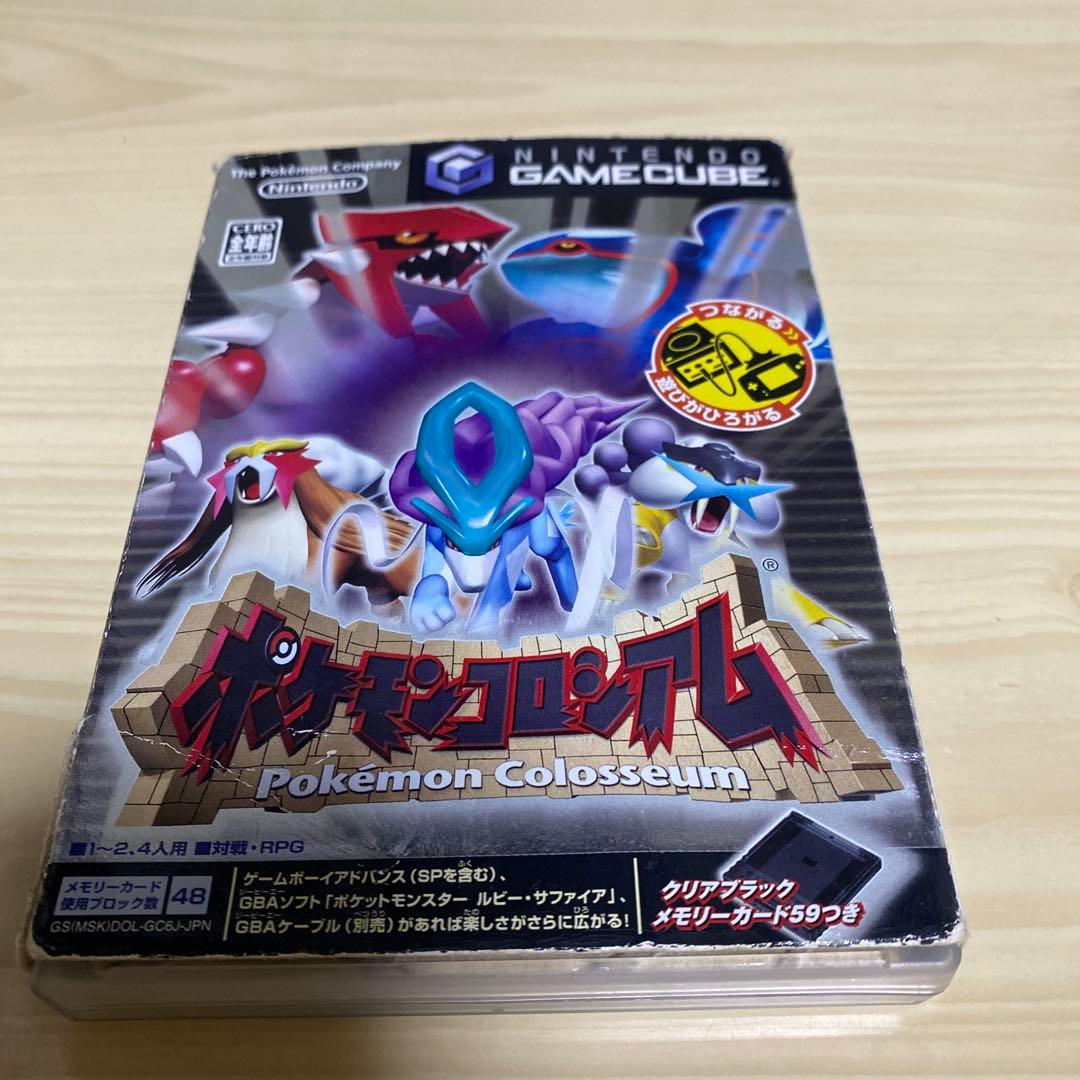 The Pokémon Company
Nintendo
NINTENDO
GAMECUBE
CERO
全年齢
つながる
遊びがひろがる
ポケモンコロシアム
Pokémon Colosseum
■1〜2、4人用 ■対戦・RPG
メモリーカード
使用ブロック数
48
GS(MSK)DOL-GC6J-JPN
ゲームボーイアドバンス(SPを含む)、
GBAソフト「ポケットモンスター ルビー・サファイア」、
GBAケーブル(別売)があれば楽しさがさらに広がる!
クリアブラック
メモリーカード59つき